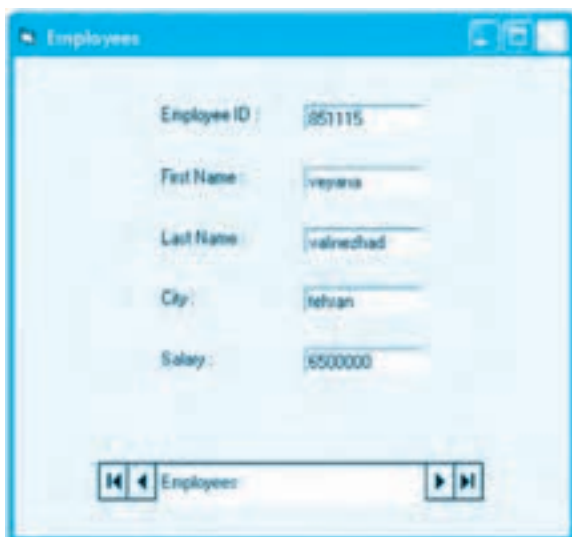 Employees
Employee ID : 851115
First Name : veyana
Last Name : valinezhad
City : tehran
Salary : 6500000
Employees